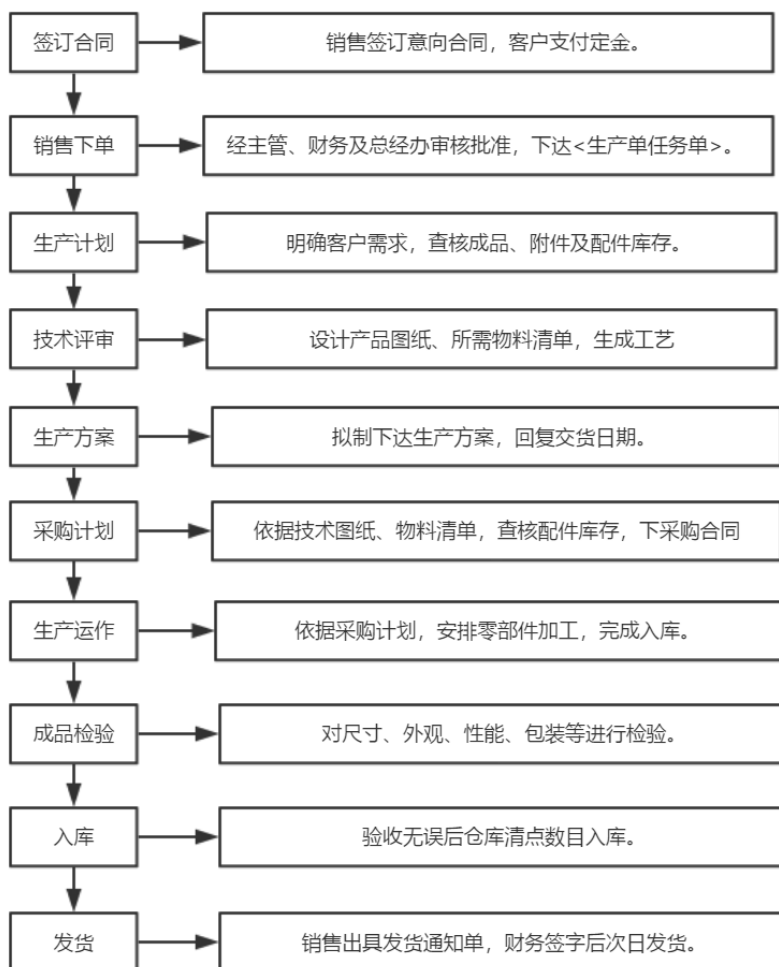 签订合同
销售签订意向合同，客户支付定金。
销售下单
经主管、财务及总经办审核批准，下达<生产单任务单>。
生产计划
明确客户需求，查核成品、附件及配件库存。
技术评审
设计产品图纸、所需物料清单，生成工艺
生产方案
拟制下达生产方案，回复交货日期。
采购计划
依据技术图纸、物料清单，查核配件库存，下采购合同
生产运作
依据采购计划，安排零部件加工，完成入库。
成品检验
对尺寸、外观、性能、包装等进行检验。
入库
验收无误后仓库清点数目入库。
发货
销售出具发货通知单，财务签字后次日发货。